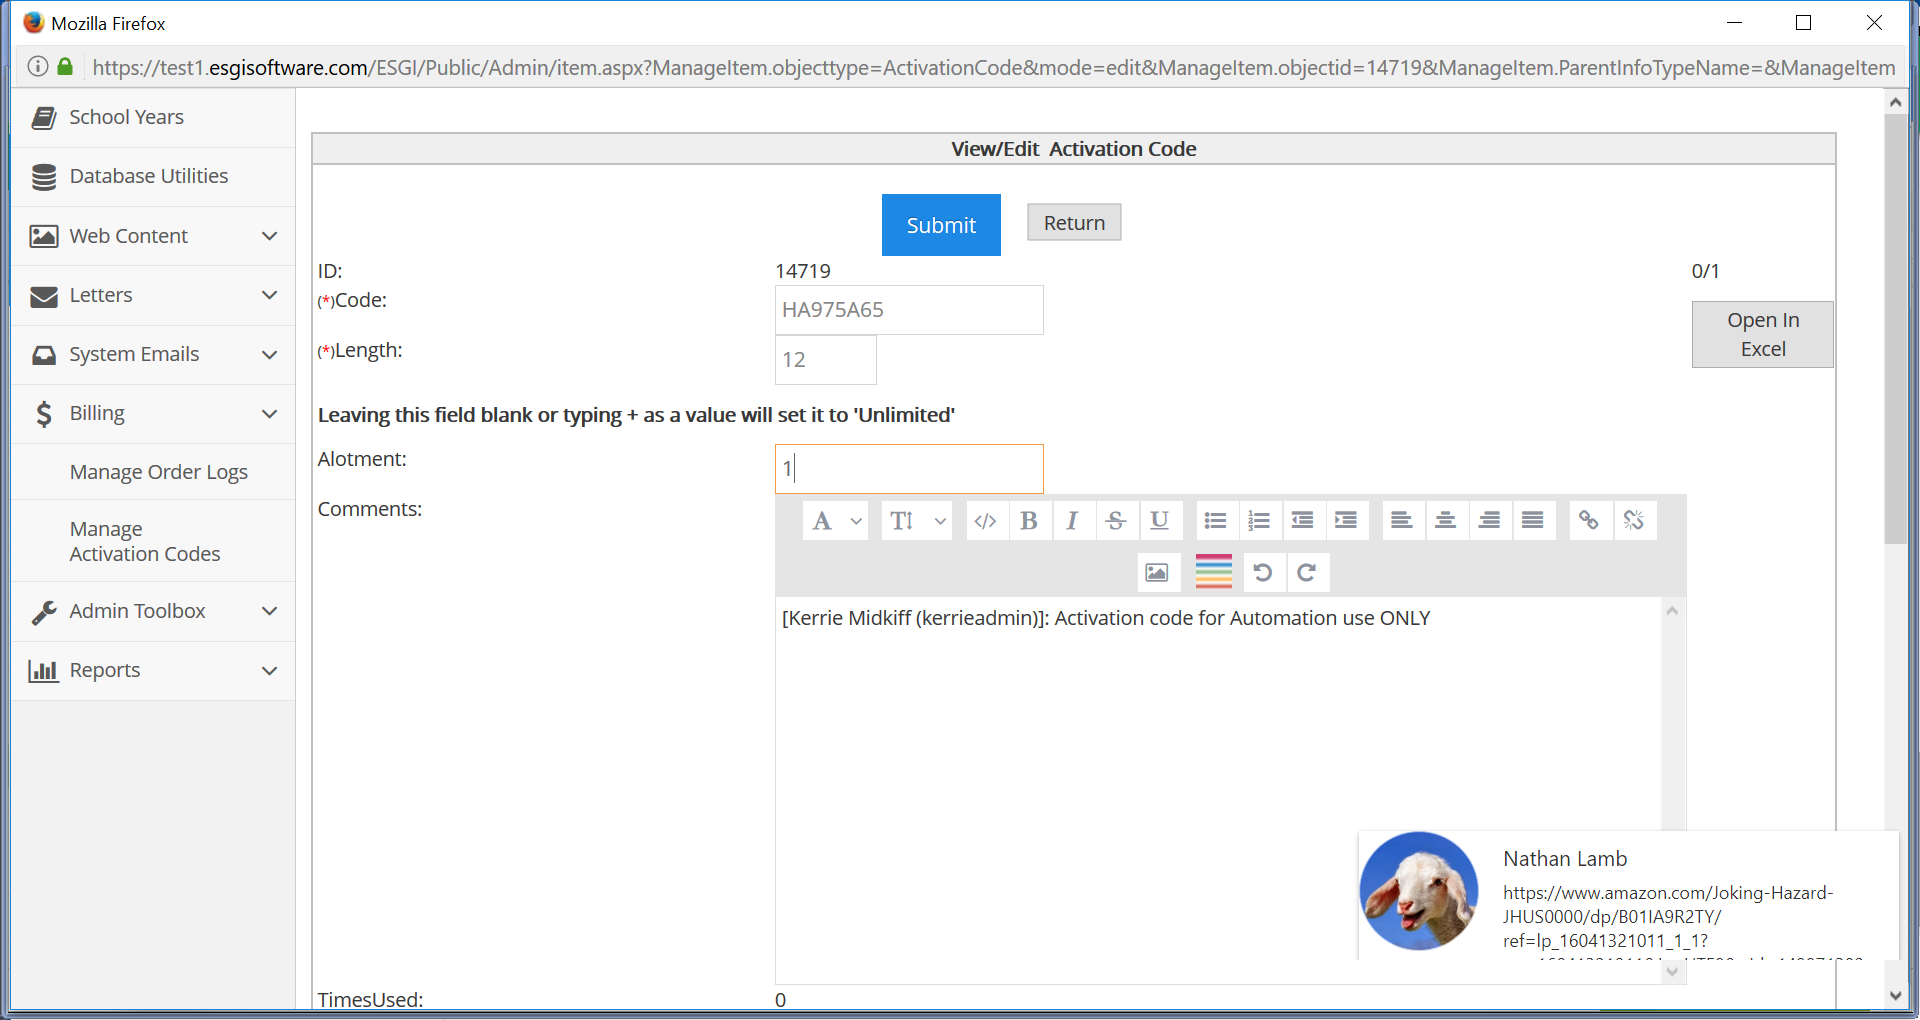 Mozilla Firefox
https://test1.esgisoftware.com/ESGI/Public/Admin/item.aspx?ManageItem.objecttype=ActivationCode&mode=edit&ManageItem.objectid=14719&ManageItem.ParentInfoTypeName=&ManageItem
School Years
Database Utilities
Web Content
Letters
System Emails
Billing
Manage Order Logs
Manage
Activation Codes
Admin Toolbox
Reports
View/Edit Activation Code
Submit
Return
ID:
14719
0/1
(*)Code:
HA975A65
Open In
Excel
(*)Length:
12
Leaving this field blank or typing + as a value will set it to 'Unlimited'
Alotment:
1
Comments:
[Kerrie Midkiff (kerrieadmin)]: Activation code for Automation use ONLY
Nathan Lamb
https://www.amazon.com/Joking-Hazard-
JHUS0000/dp/B01IA9R2TY/
ref=lp_16041321011_1_1?
TimesUsed:
0